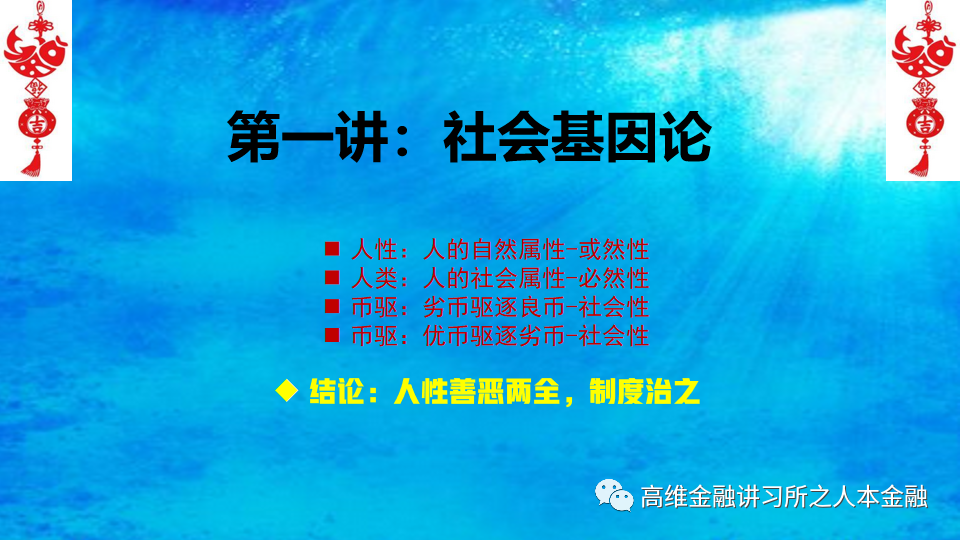 第一讲：社会基因论
■ 人性：人的自然属性-或然性
■ 人类：人的社会属性-必然性
■ 币驱：劣币驱逐良币-社会性
■ 币驱：优币驱逐劣币-社会性
◆ 结论：人性善恶两全，制度治之
吉
吉
高维金融讲习所之人本金融